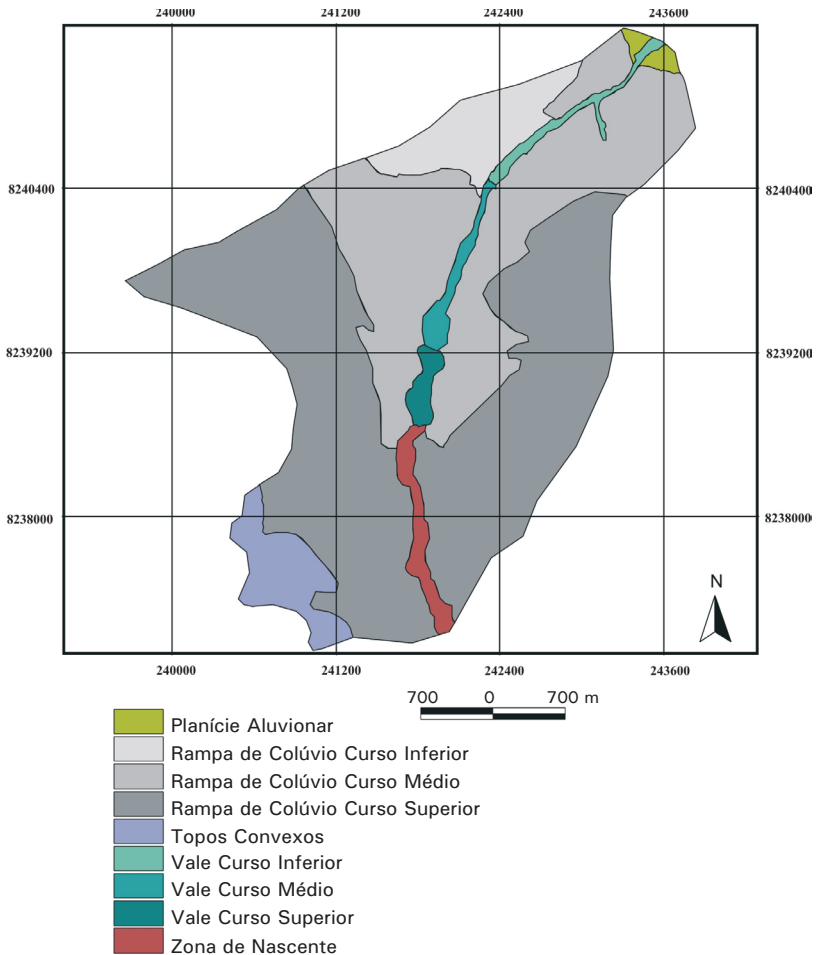 240000 241200 242400 243600
8240400 8240400
8239200 8239200
8238000 8238000
N
240000 241200 242400 243600
700 0 700 m
Planície Aluvionar
Rampa de Colúvio Curso Inferior
Rampa de Colúvio Curso Médio
Rampa de Colúvio Curso Superior
Topos Convexos
Vale Curso Inferior
Vale Curso Médio
Vale Curso Superior
Zona de Nascente